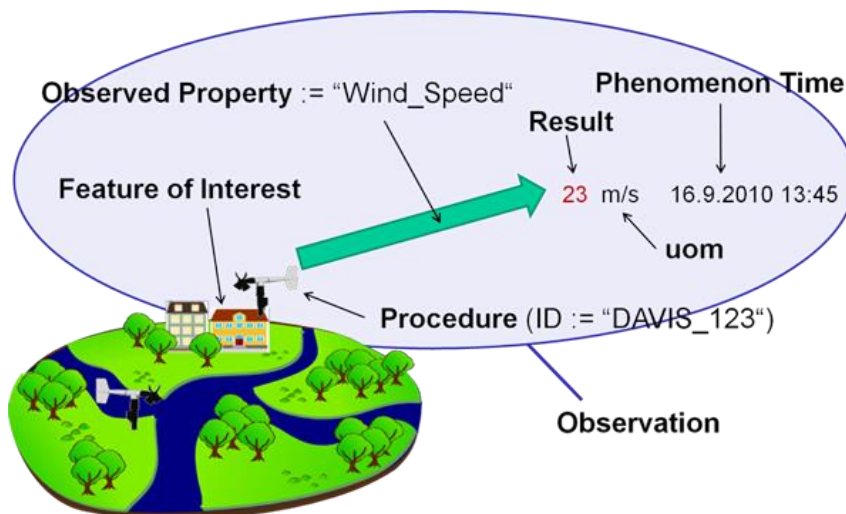 Phenomenon Time
Observed Property := “Wind_Speed“
Result
Feature of Interest
23 m/s 16.9.2010 13:45
uom
Procedure (ID := “DAVIS_123“)
Observation